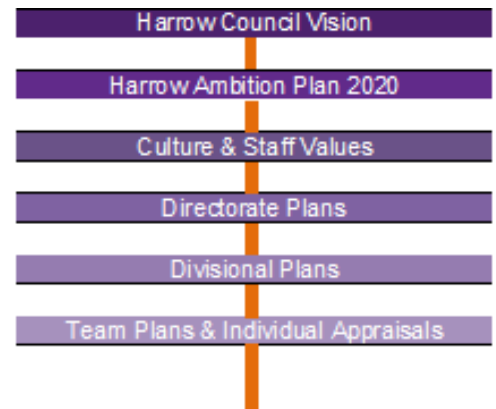 Harrow Council Vision
Harrow Ambition Plan 2020
Culture & Staff Values
Directorate Plans
Divisional Plans
Team Plans & Individual Appraisals